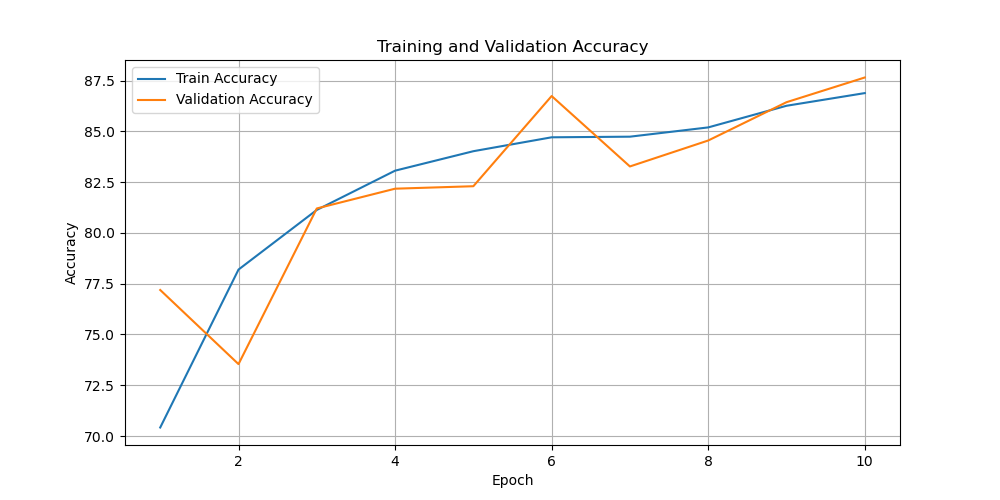 Training and Validation Accuracy
Train Accuracy
Validation Accuracy
87.5
85.0
82.5
80.0
77.5
75.0
72.5
70.0
Accuracy
2 4 6 8 10
Epoch